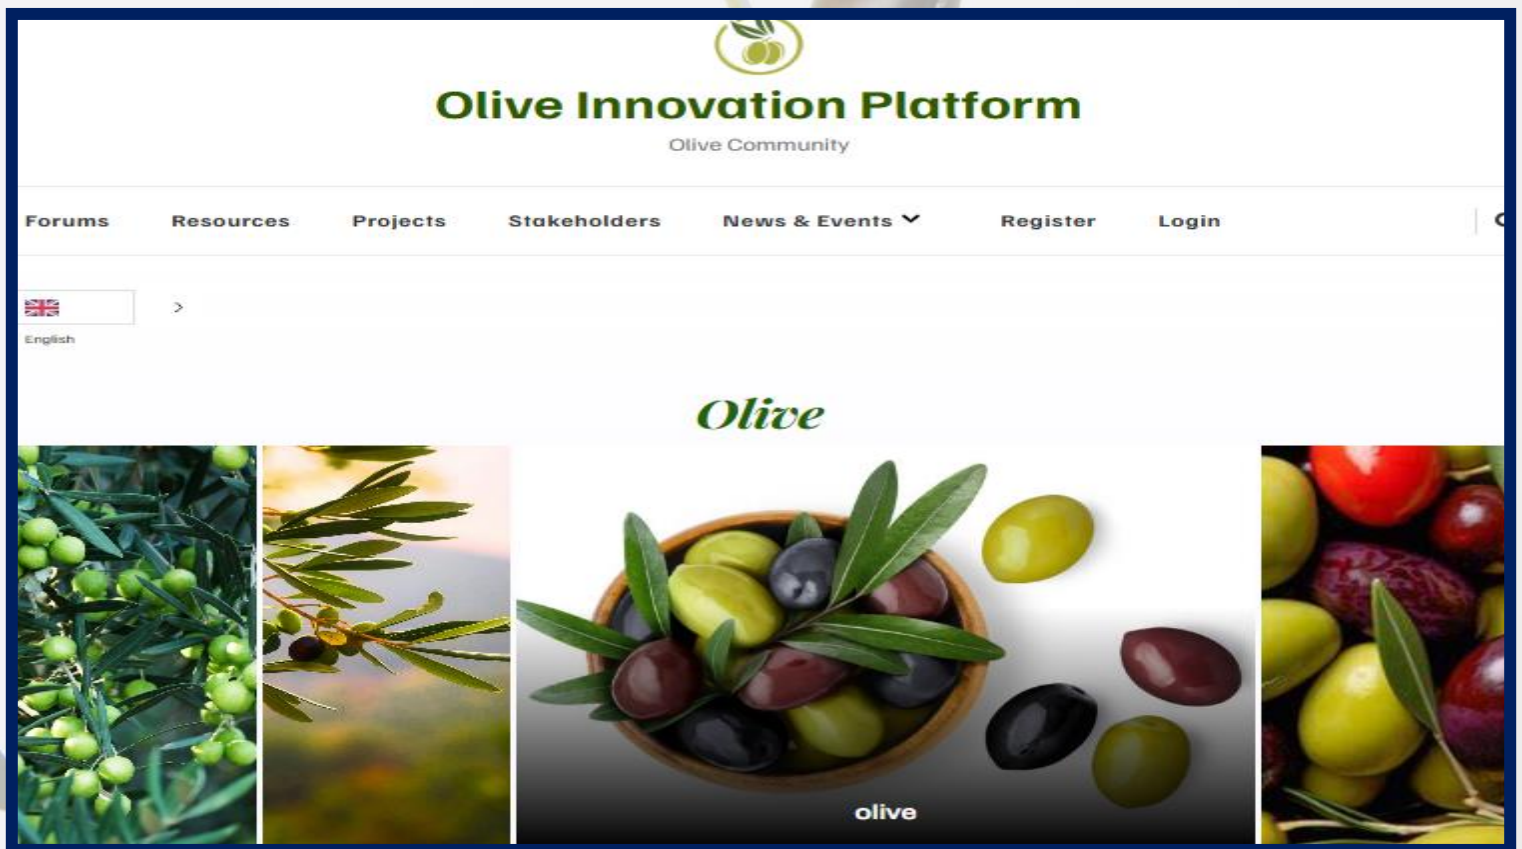 Olive Innovation Platform
Olive Community
Forums Resources Projects Stakeholders News & Events Register Login
English
Olive
olive